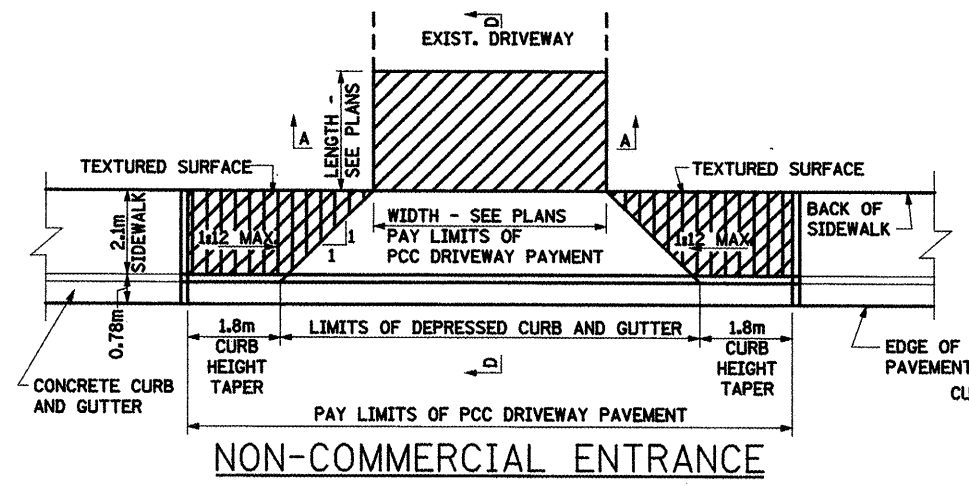 D
EXIST. DRIVEWAY
LENGTH -
SEE PLANS
A
A
TEXTURED SURFACE
TEXTURED SURFACE
2.1m
SIDEWALK
1:12 MAX.
WIDTH - SEE PLANS
PAY LIMITS OF
PCC DRIVEWAY PAYMENT
1
1
1:12 MAX.
BACK OF
SIDEWALK
0.78m
1.8m
CURB
HEIGHT
TAPER
LIMITS OF DEPRESSED CURB AND GUTTER
1.8m
CURB
HEIGHT
TAPER
D
EDGE OF
PAVEMENT
CU
CONCRETE CURB
AND GUTTER
PAY LIMITS OF PCC DRIVEWAY PAVEMENT
NON-COMMERCIAL ENTRANCE